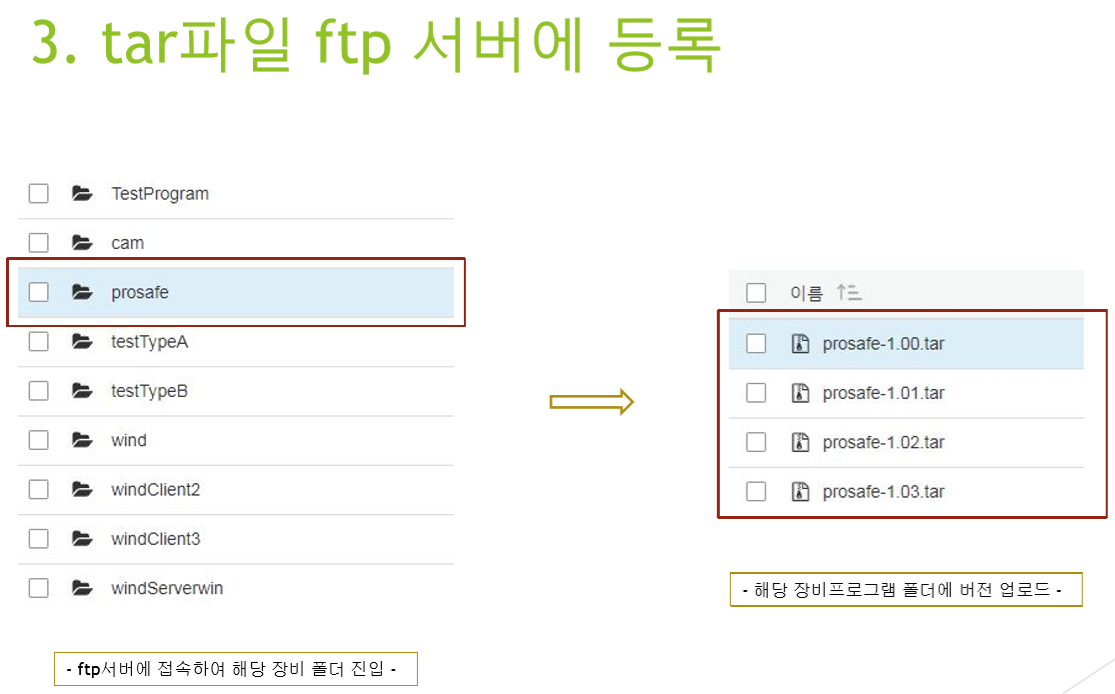 3. tar파일 ftp 서버에 등록
TestProgram
cam
prosafe
testTypeA
testTypeB
wind
windClient2
windClient3
windServerwin
- ftp서버에 접속하여 해당 장비 폴더 진입 -
이름
prosafe-1.00.tar
prosafe-1.01.tar
prosafe-1.02.tar
prosafe-1.03.tar
- 해당 장비프로그램 폴더에 버전 업로드 -